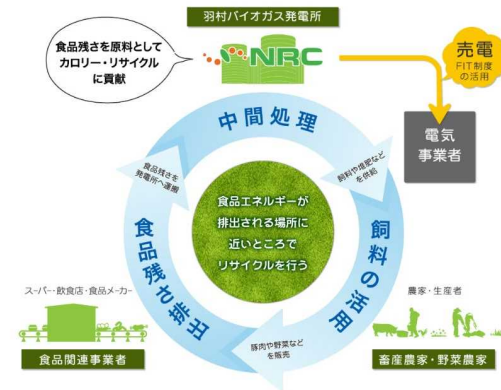 羽村バイオガス発電所
食品残さを原料として
カロリー・リサイクル
に貢献
NRC
売電
FIT制度
の活用
電気
事業者
中間処理
食品残さを
発電所へ運搬
飼料や堆肥など
を供給
食品エネルギーが
排出される場所に
近いところで
リサイクルを行う
食品残さ排圧
飼料の活用
スーパー・飲食店・食品メーカー
食品関連事業者
豚肉や野菜など
を販売
農家・生産者
畜産農家・野菜農家